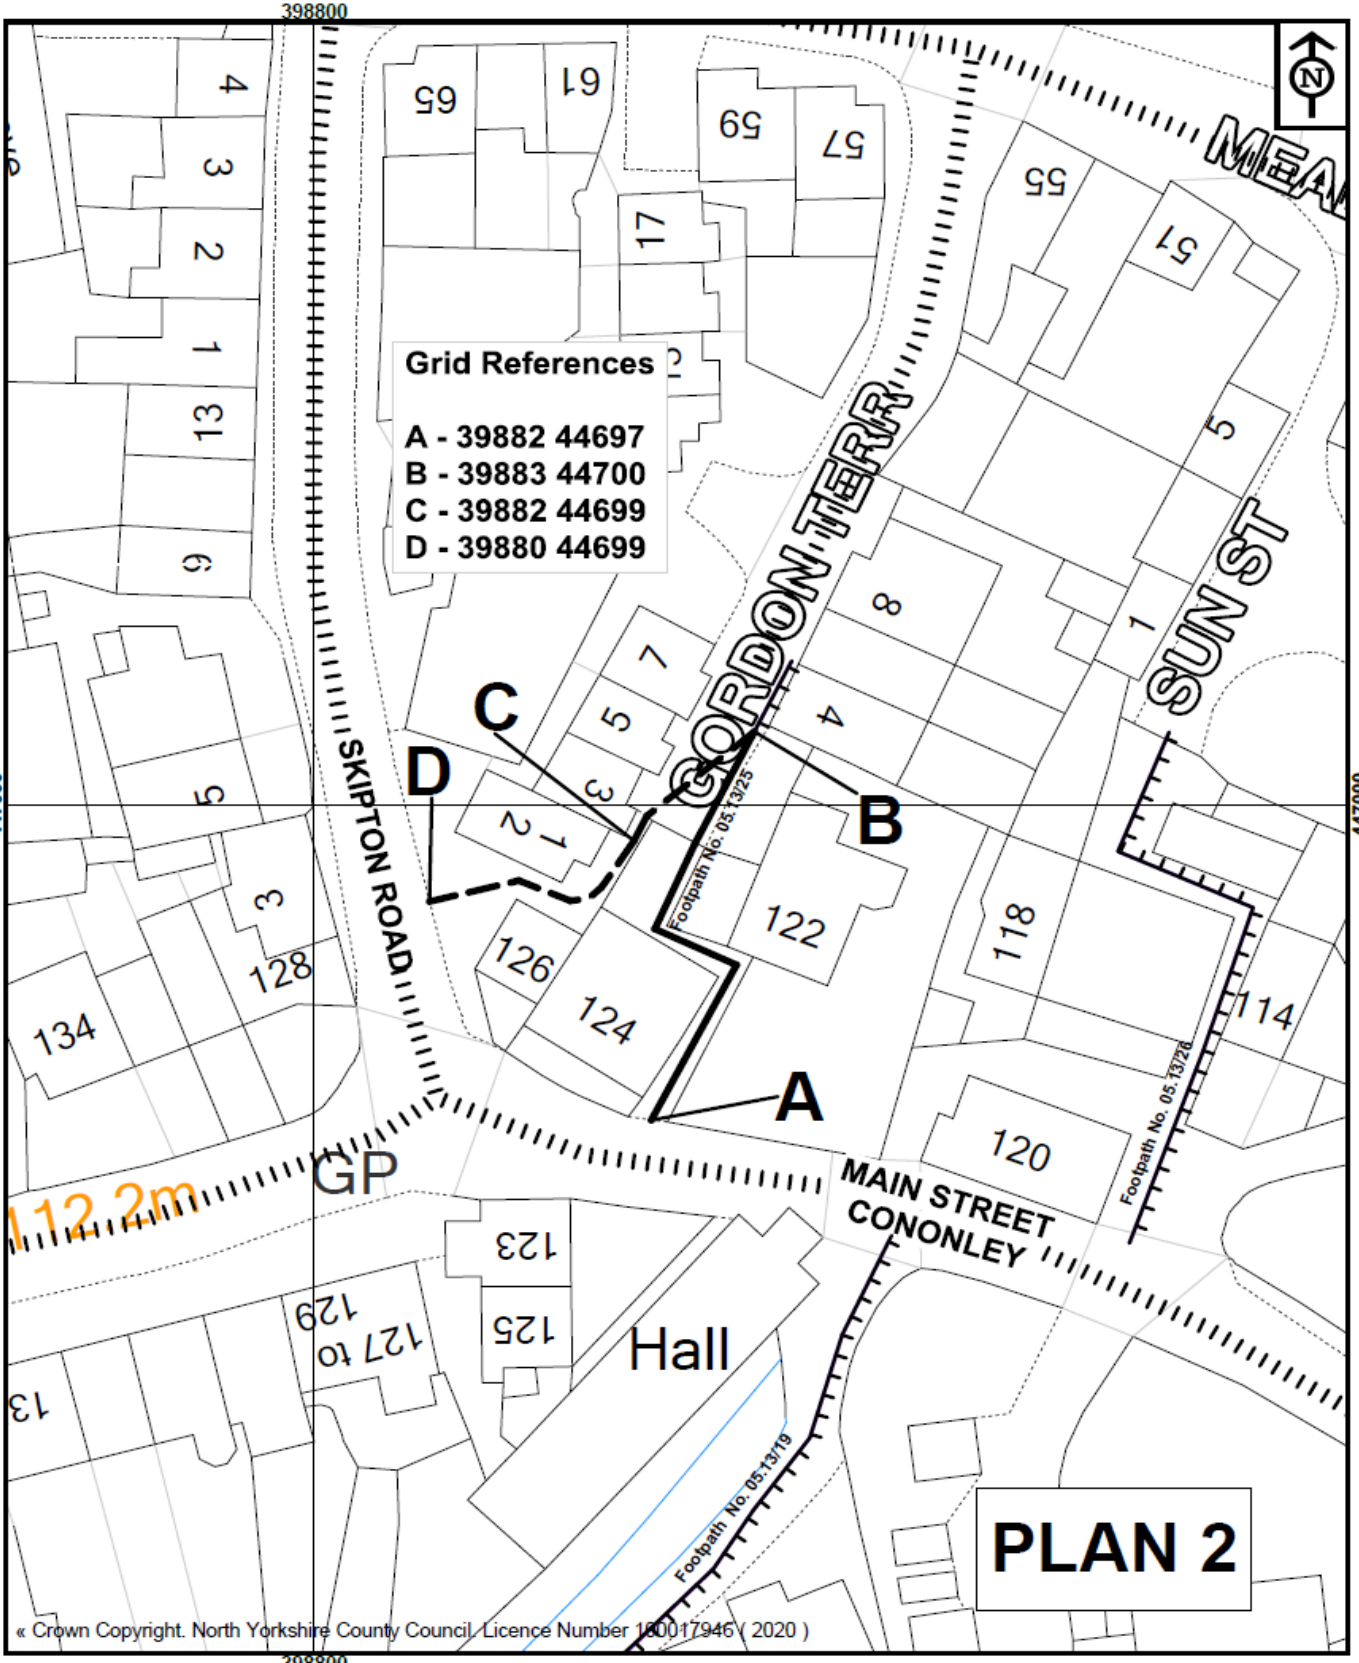 398800
N
MEA
4
3
2
1
13
9
65
61
59
57
17
55
51
5
1
SUN ST
GORDON TERR
Grid References
A - 39882 44697
B - 39883 44700
C - 39882 44699
D - 39880 44699
8
7
5
3
4
C
D
B
2
1
SKIPTON ROAD
Footpath No. 05.13/25
5
3
128
134
126
124
122
118
114
120
A
Footpath No. 05.13/26
GP
112.2m
MAIN STREET
CONONLEY
123
125
127 to
129
13
Hall
Footpath No. 05.13/19
PLAN 2
« Crown Copyright. North Yorkshire County Council. Licence Number 100017946 ( 2020 )
398800